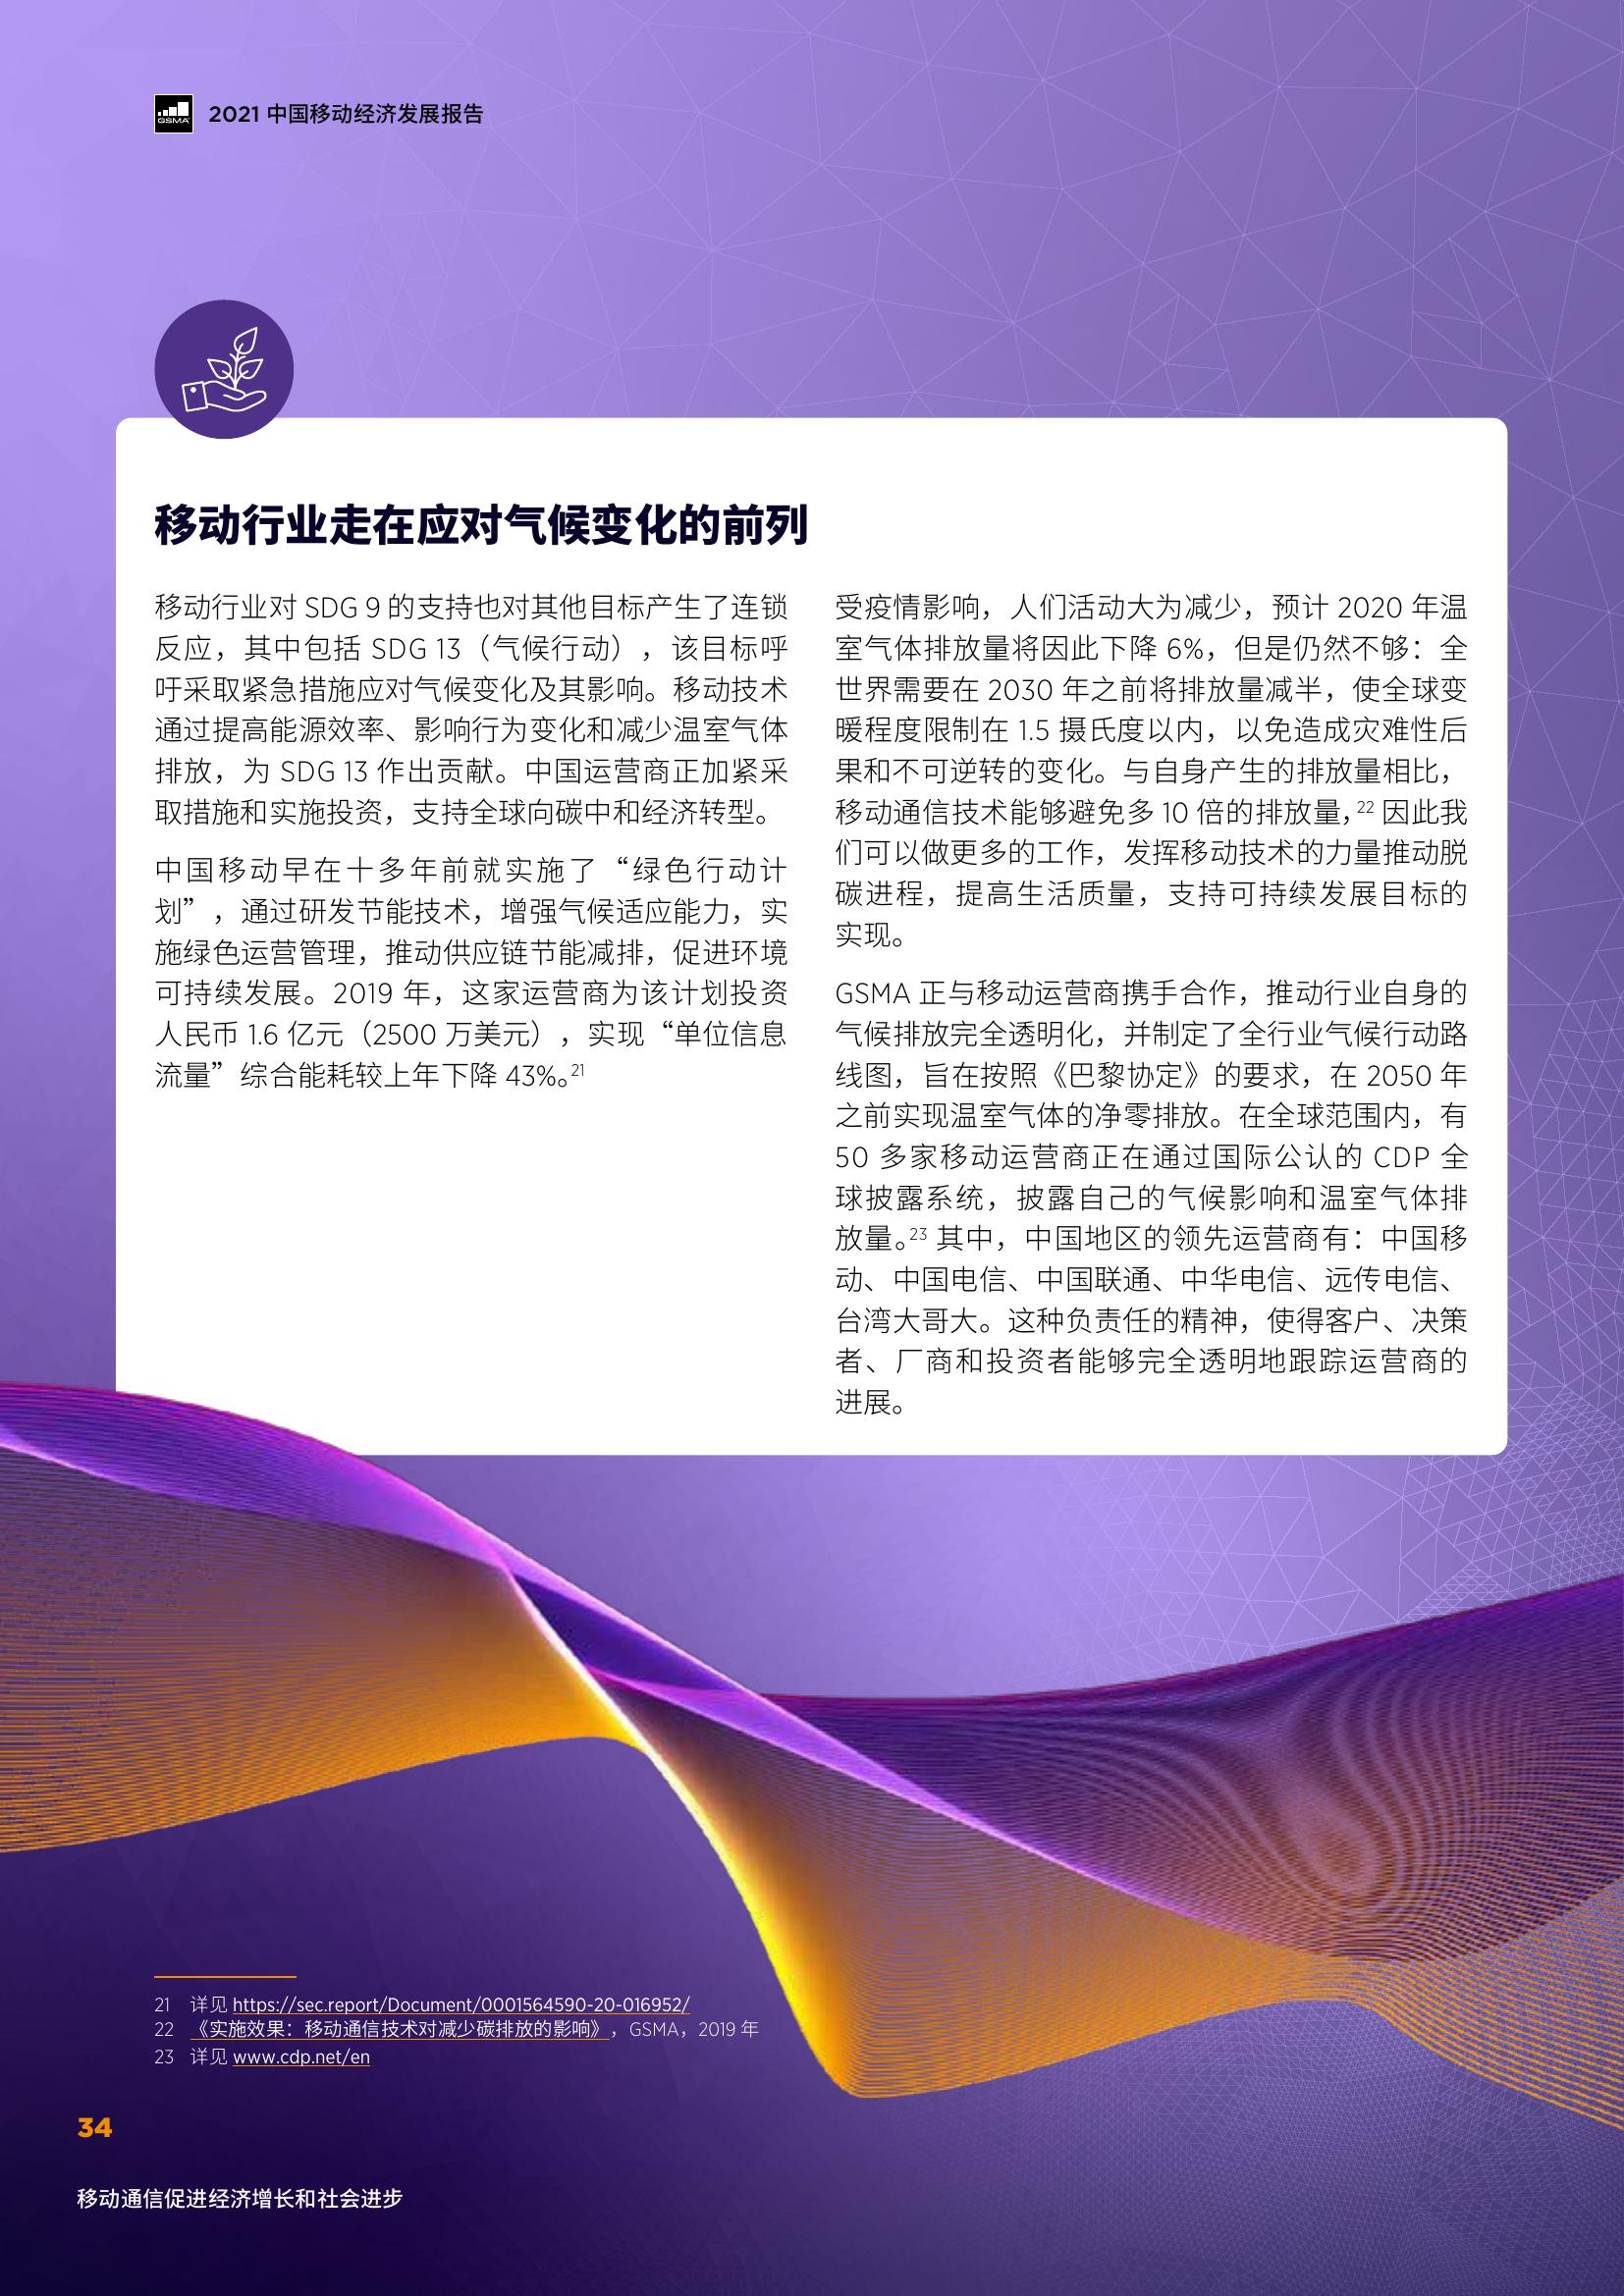 GSMA
2021 中国移动经济发展报告
移动行业走在应对气候变化的前列
移动行业对 SDG 9 的支持也对其他目标产生了连锁
反应，其中包括 SDG 13（气候行动），该目标呼
吁采取紧急措施应对气候变化及其影响。移动技术
通过提高能源效率、影响行为变化和减少温室气体
排放，为 SDG 13 作出贡献。中国运营商正加紧采
取措施和实施投资，支持全球向碳中和经济转型。
中国移动早在十多年前就实施了“绿色行动计
划”，通过研发节能技术，增强气候适应能力，实
施绿色运营管理，推动供应链节能减排，促进环境
可持续发展。2019 年，这家运营商为该计划投资
人民币 1.6 亿元（2500 万美元），实现“单位信息
流量”综合能耗较上年下降 43%。21
受疫情影响，人们活动大为减少，预计 2020 年温
室气体排放量将因此下降 6%，但是仍然不够：全
世界需要在 2030 年之前将排放量减半，使全球变
暖程度限制在 1.5 摄氏度以内，以免造成灾难性后
果和不可逆转的变化。与自身产生的排放量相比，
移动通信技术能够避免多 10 倍的排放量，22 因此我
们可以做更多的工作，发挥移动技术的力量推动脱
碳进程，提高生活质量，支持可持续发展目标的
实现。
GSMA 正与移动运营商携手合作，推动行业自身的
气候排放完全透明化，并制定了全行业气候行动路
线图，旨在按照《巴黎协定》的要求，在 2050 年
之前实现温室气体的净零排放。在全球范围内，有
50 多家移动运营商正在通过国际公认的 CDP 全
球披露系统，披露自己的气候影响和温室气体排
放量。23 其中，中国地区的领先运营商有：中国移
动、中国电信、中国联通、中华电信、远传电信、
台湾大哥大。这种负责任的精神，使得客户、决策
者、厂商和投资者能够完全透明地跟踪运营商的
进展。
21 详见 https://sec.report/Document/0001564590-20-016952/
22 《实施效果：移动通信技术对减少碳排放的影响》，GSMA，2019 年
23 详见 www.cdp.net/en
34
移动通信促进经济增长和社会进步